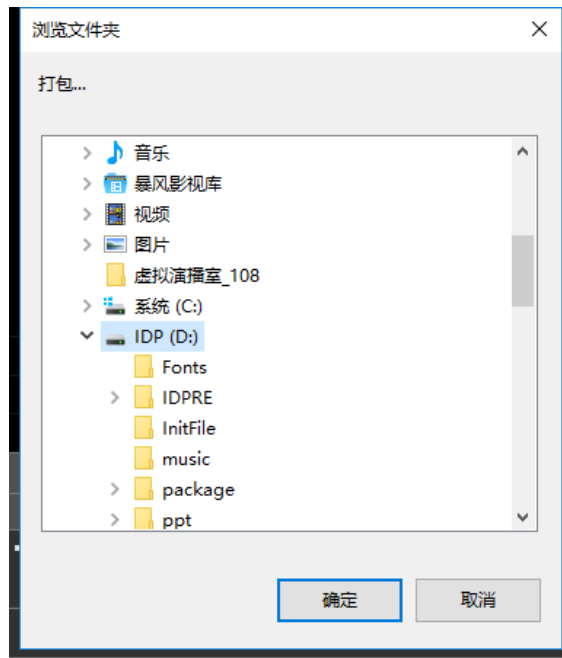 浏览文件夹
打包...
音乐
暴风影视库
视频
图片
虚拟演播室_108
系统 (C:)
IDP (D:)
Fonts
IDPRE
InitFile
music
package
ppt
确定 取消